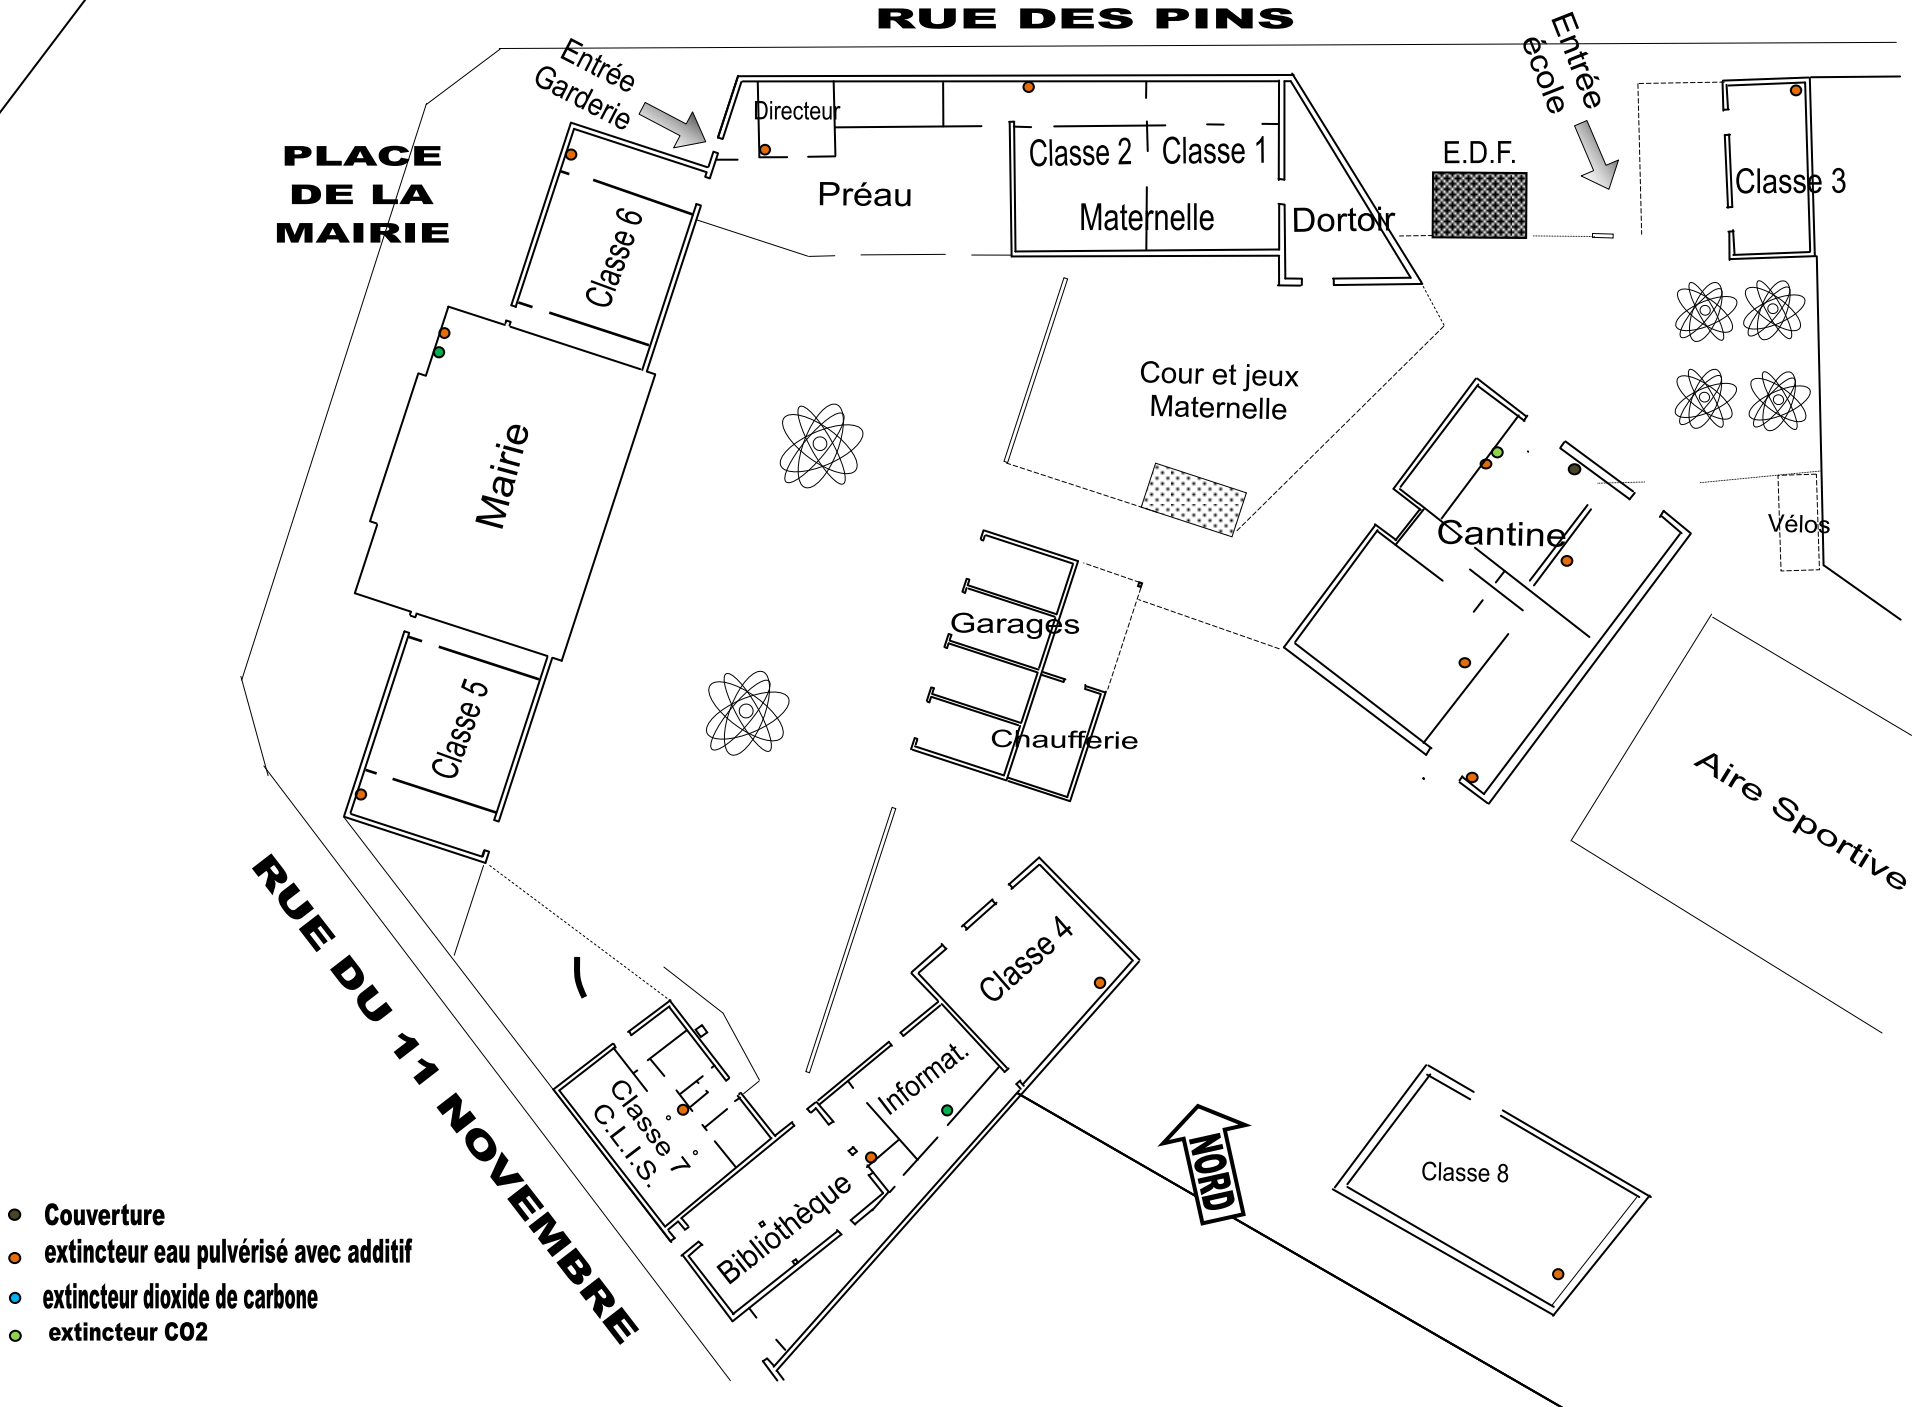 RUE DES PINS
Entrée
Garderie
Entrée
école
PLACE
DE LA
MAIRIE
Directeur
Classe 2
Classe 1
E.D.F.
Classe 3
Préau
Maternelle
Dortoir
Classe 6
Cour et jeux
Maternelle
Mairie
Cantine
Vélos
Garages
Classe 5
Chaufferie
Aire Sportive
RUE DU 11 NOVEMBRE
Classe 4
Informat.
Classe 7
C.L.I.S.
Bibliothèque
NORD
Classe 8
Couverture
extincteur eau pulvérisé avec additif
extincteur dioxide de carbone
extincteur CO2